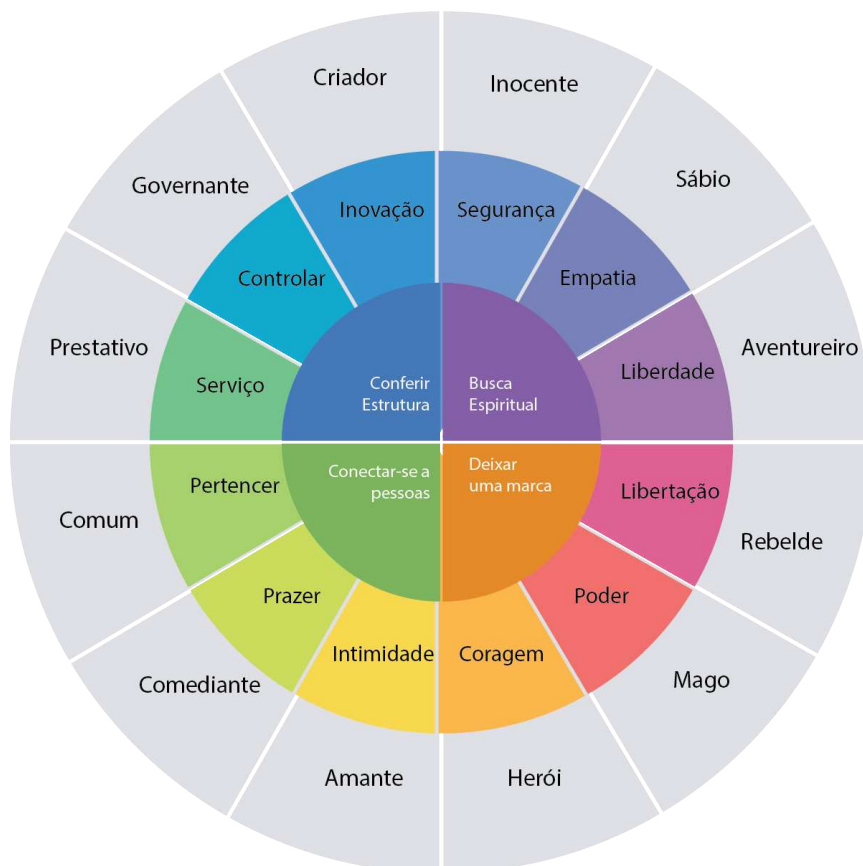 Criador
Inocente
Governante
Sábio
Inovação
Segurança
Controlar
Empatia
Prestativo
Aventureiro
Serviço
Liberdade
Conferir
Estrutura
Busca
Espiritual
Conectar-se a
pessoas
Deixar
uma marca
Pertencer
Libertação
Comum
Rebelde
Prazer
Poder
Intimidade
Coragem
Comediante
Mago
Amante
Herói